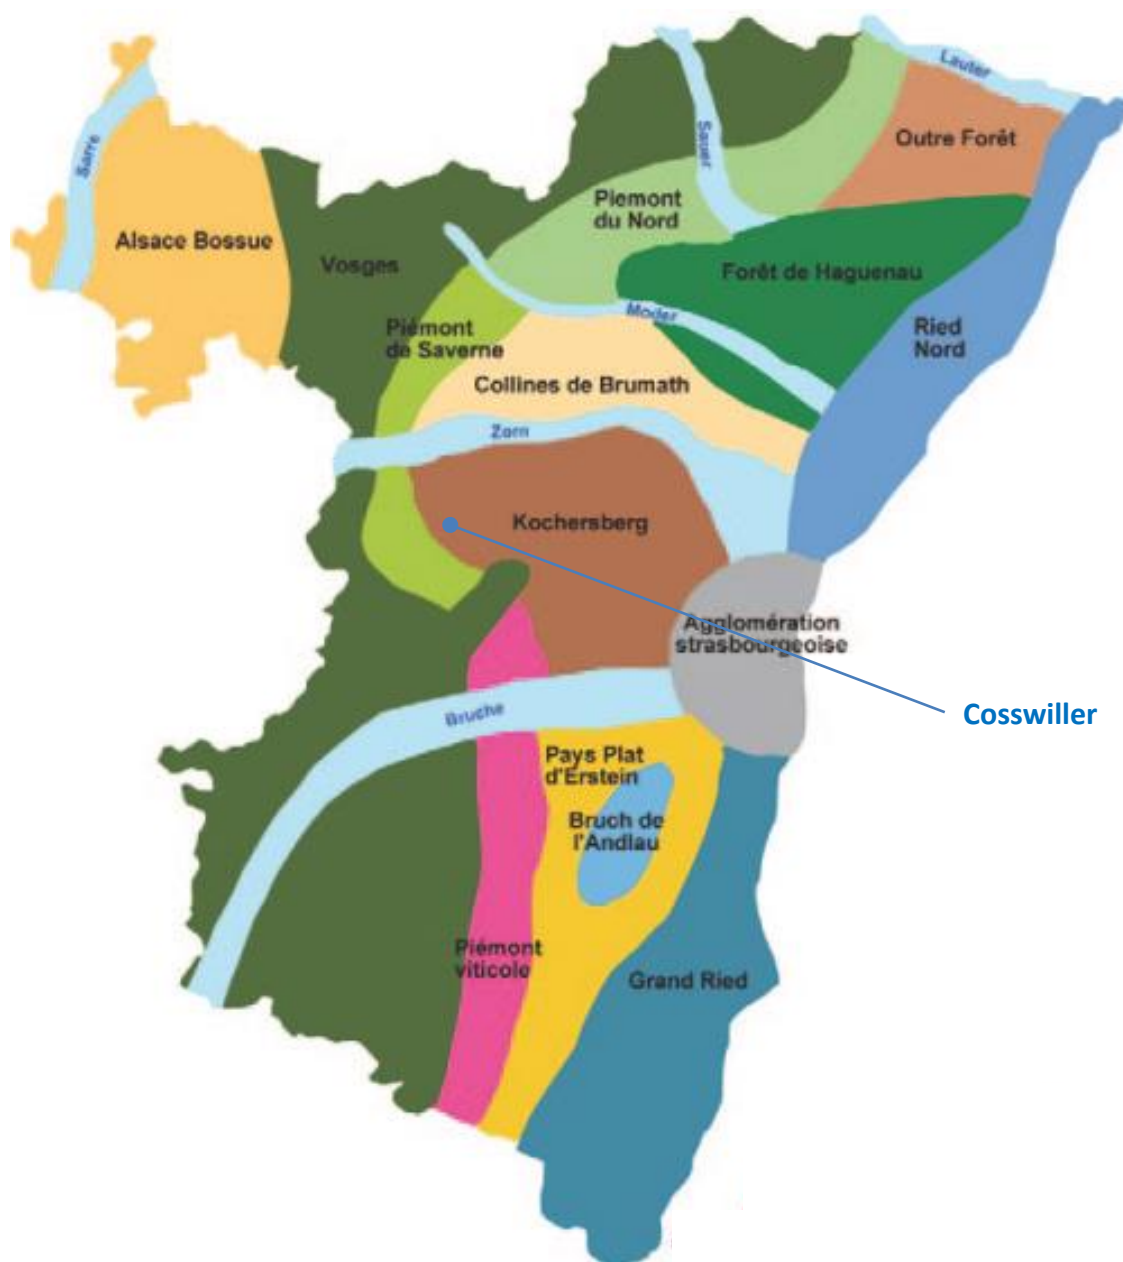 Lauter
Outre Forêt
Sauer
Sarre
Piemont
du Nord
Alsace Bossue
Vosges
Forêt de Haguenau
Moder
Ried
Nord
Piémont
de Saverne
Collines de Brumath
Zorn
Kochersberg
Agglomération
strasbourgeoise
Cosswiller
Bruche
Pays Plat
d'Erstein
Bruch de
l'Andlau
Piémont
viticole
Grand Ried